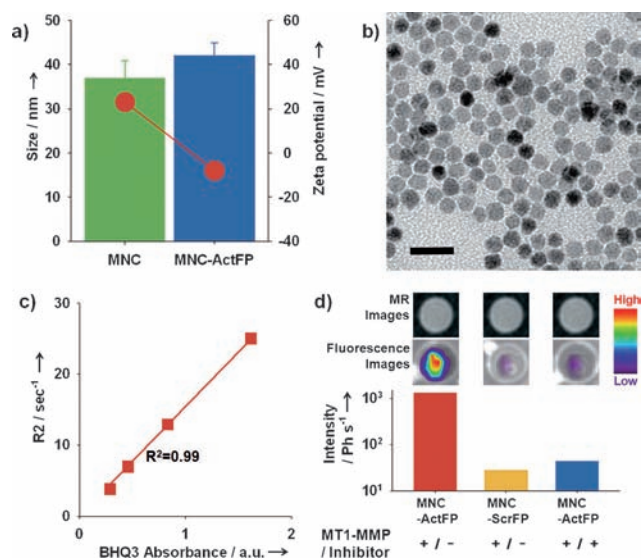 a)
50
40
30
20
10
0
Size / nm →
60
40
20
0
-20
-40
Zeta potential / mV →
MNC
MNC-ActFP
b)
c)
30
20
10
0
R2 / sec⁻¹ →
R²=0.99
0
1
2
BHQ3 Absorbance / a.u. →
d)
MR
Images
Fluorescence
Images
High
Low
Intensity
/ Ph s⁻¹ →
10³
10²
10¹
MNC
-ActFP
MNC
-ScrFP
MNC
-ActFP
MT1-MMP
/ Inhibitor
+ / -
+ / -
+ / +